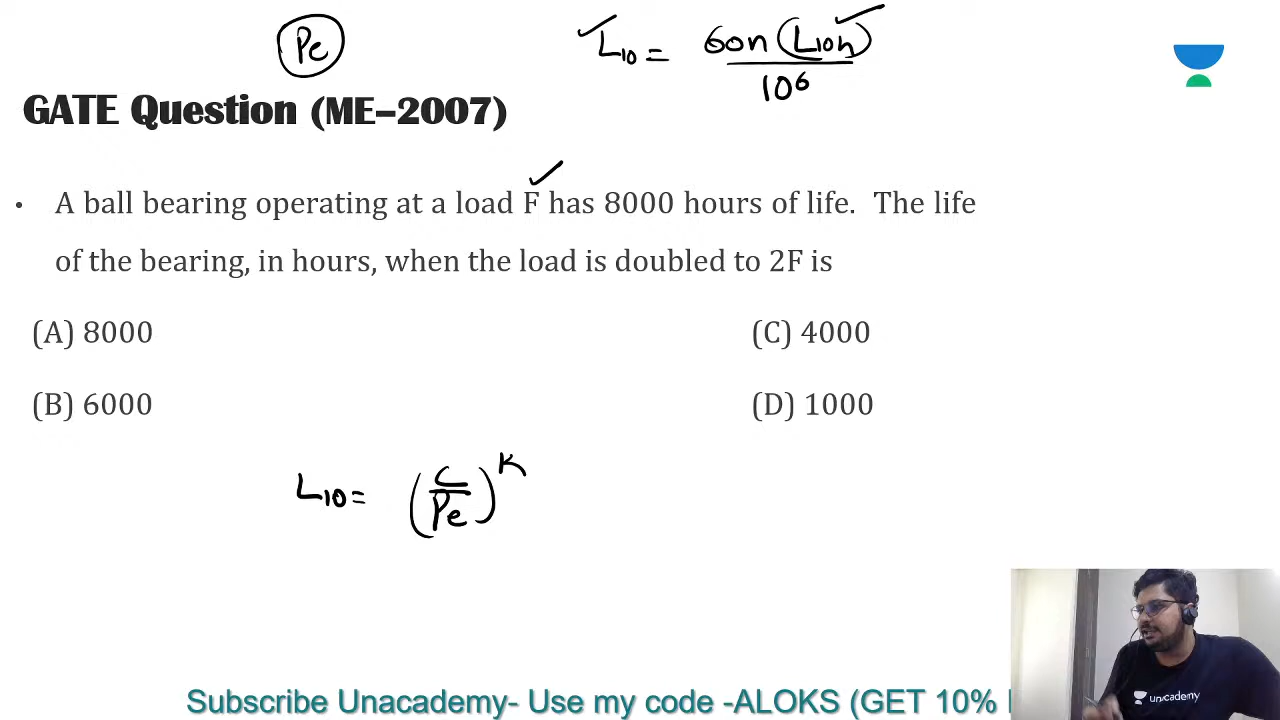 Pe
L10 = 60n (L10h)
10⁶
GATE Question (ME–2007)
• A ball bearing operating at a load F has 8000 hours of life. The life
of the bearing, in hours, when the load is doubled to 2F is
(A) 8000
(C) 4000
(B) 6000
(D) 1000
L10 = (C/Pe)^K
unacademy
Subscribe Unacademy- Use my code -ALOKS (GET 10%